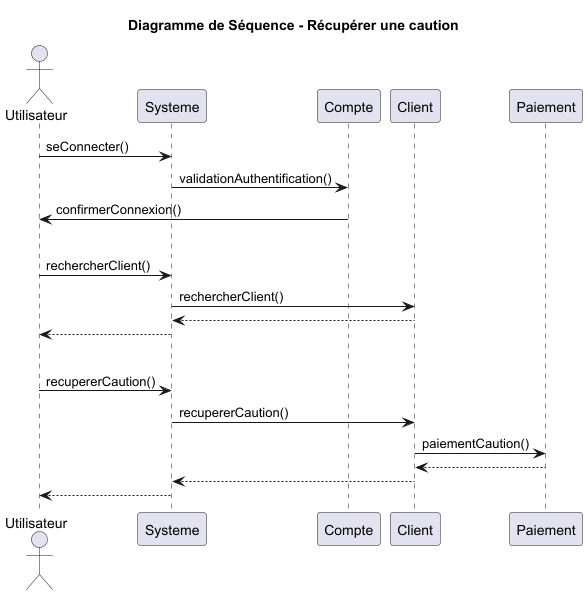 Diagramme de Séquence - Récupérer une caution
Utilisateur
Systeme
Compte
Client
Paiement
seConnecter()
validationAuthentification()
confirmerConnexion()
rechercherClient()
rechercherClient()
recupererCaution()
recupererCaution()
paiementCaution()
Utilisateur
Systeme
Compte
Client
Paiement